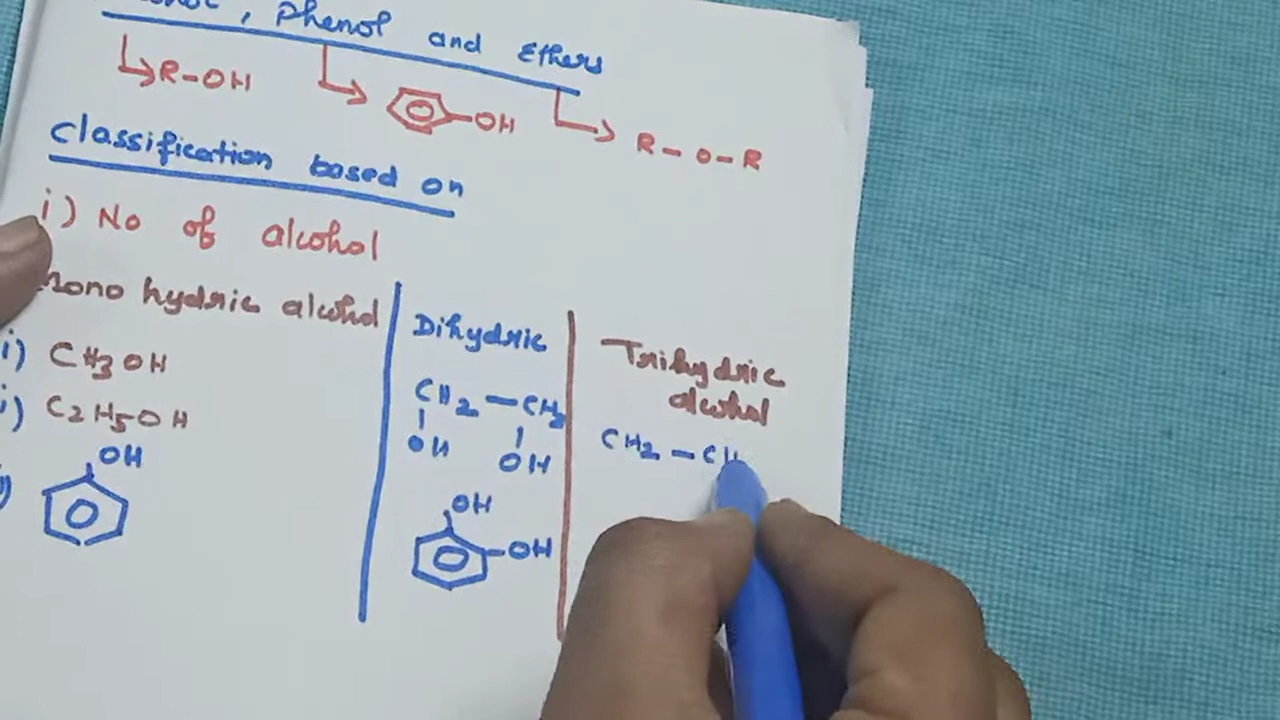 , Phenol and Ethers
R-OH
-OH
R-O-R
Classification based on
i) No of alcohol
Mono hydric alcohol
Dihydric
Trihydric
alcohol
i) CH3OH
i) C2H5OH
OH
CH2-CH2
OH OH
OH
-OH
CH2-CH